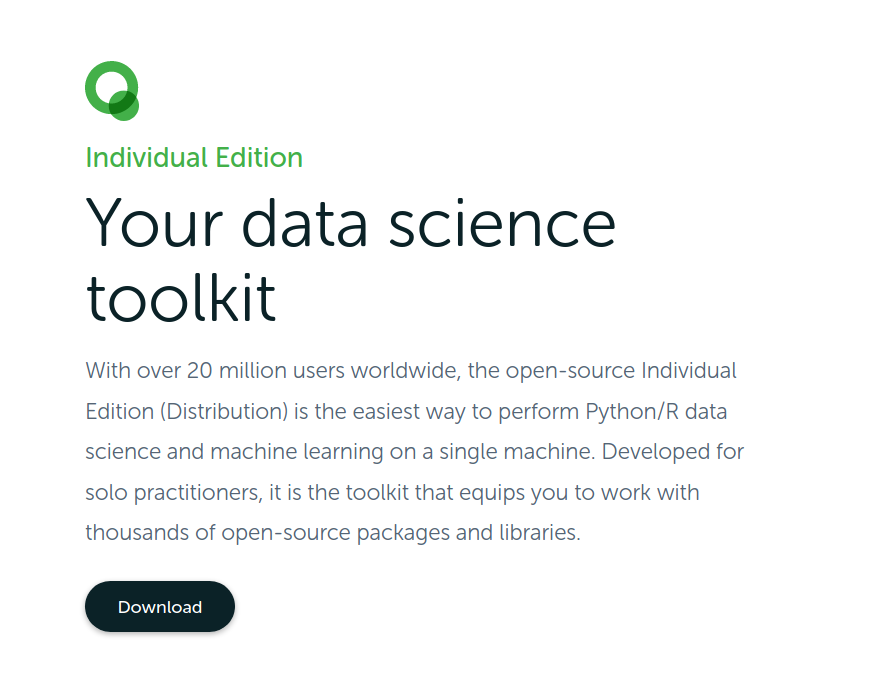 Individual Edition
Your data science
toolkit
With over 20 million users worldwide, the open-source Individual
Edition (Distribution) is the easiest way to perform Python/R data
science and machine learning on a single machine. Developed for
solo practitioners, it is the toolkit that equips you to work with
thousands of open-source packages and libraries.
Download